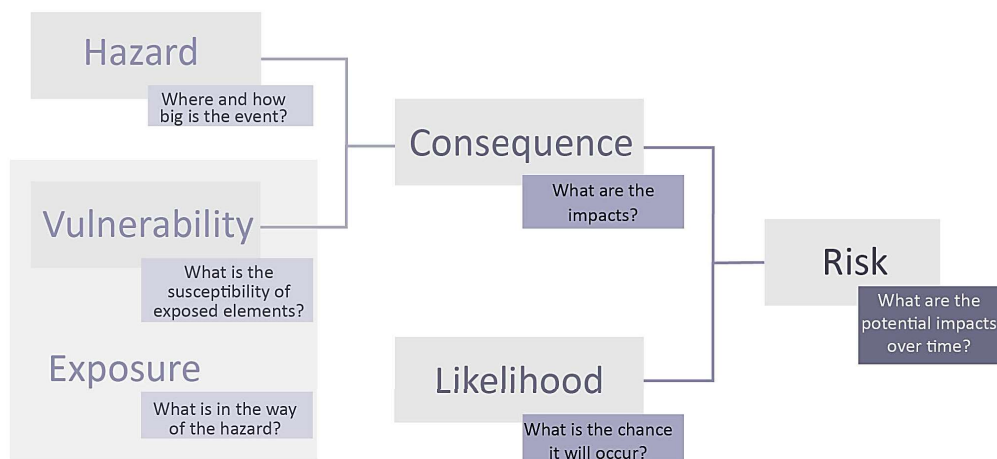 Hazard
Where and how
big is the event?
Vulnerability
What is the
susceptibility of
exposed elements?
Exposure
What is in the way
of the hazard?
Consequence
What are the
impacts?
Likelihood
What is the chance
it will occur?
Risk
What are the
potential impacts
over time?